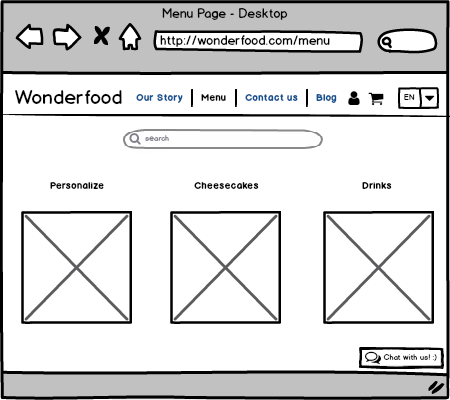 Menu Page - Desktop
http://wonderfood.com/menu
Wonderfood Our Story Menu Contact us Blog EN
search
Personalize Cheesecakes Drinks
Chat with us! :)